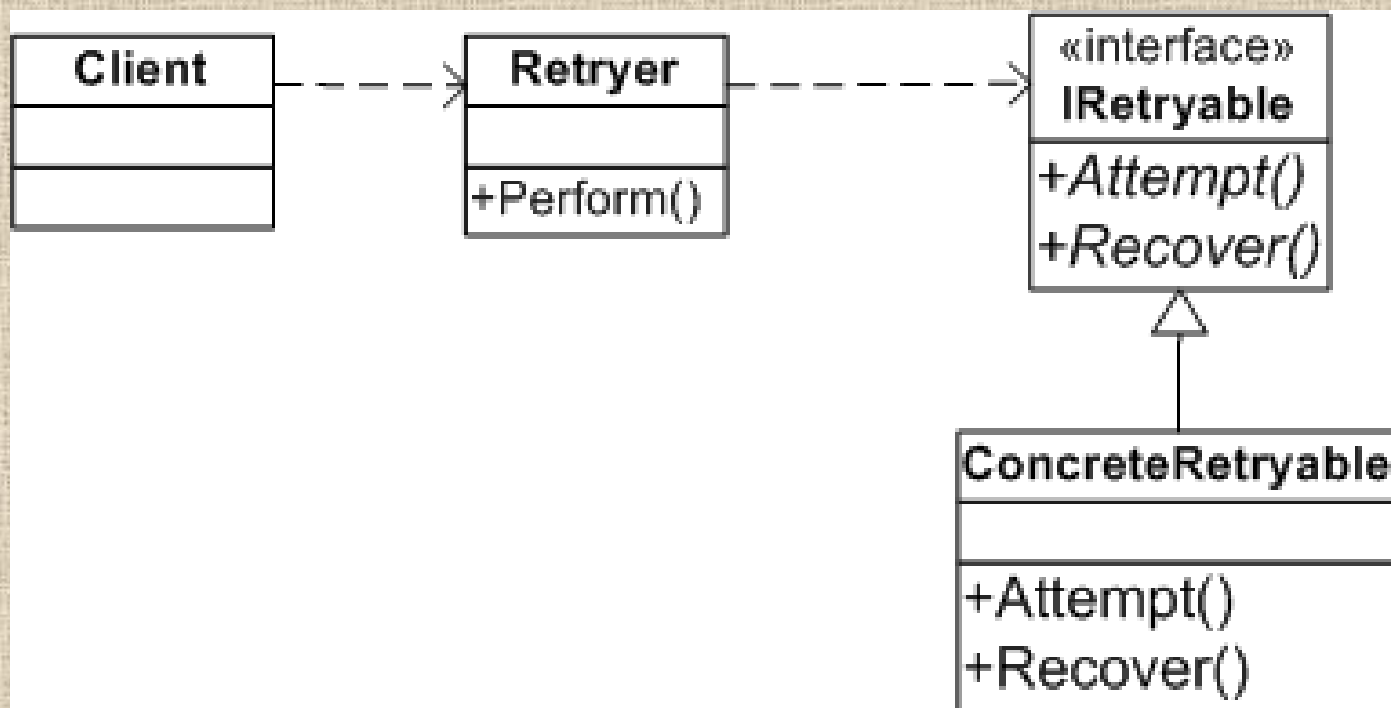 Client
Retryer
+Perform()
«interface»
IRetryable
+Attempt()
+Recover()
ConcreteRetryable
+Attempt()
+Recover()